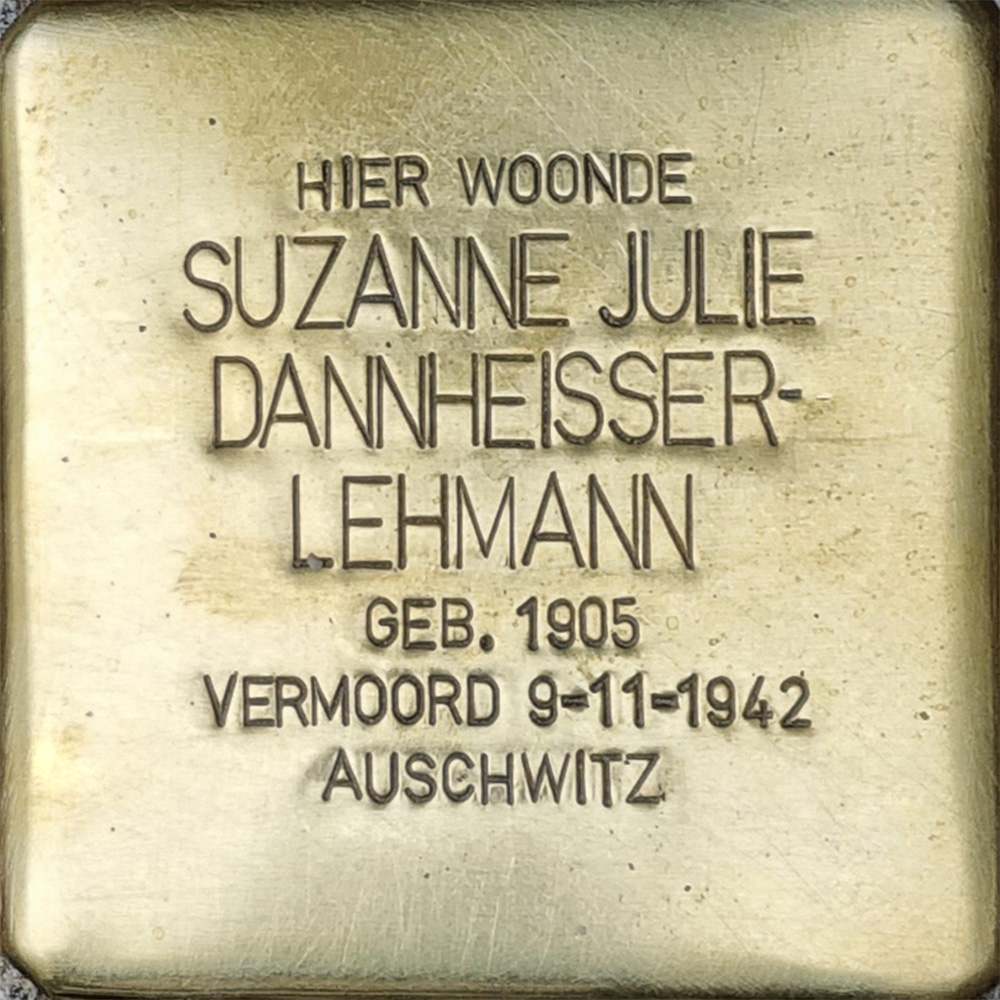 HIER WOONDE
SUZANNE JULIE
DANNHEISSER-
LEHMANN
GEB. 1905
VERMOORD 9-11-1942
AUSCHWITZ